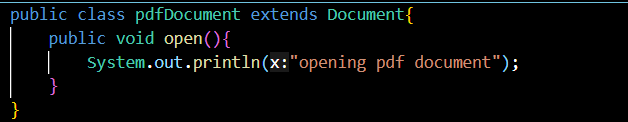 public class pdfDocument extends Document{
    public void open(){
        System.out.println(x:"opening pdf document");
    }
}